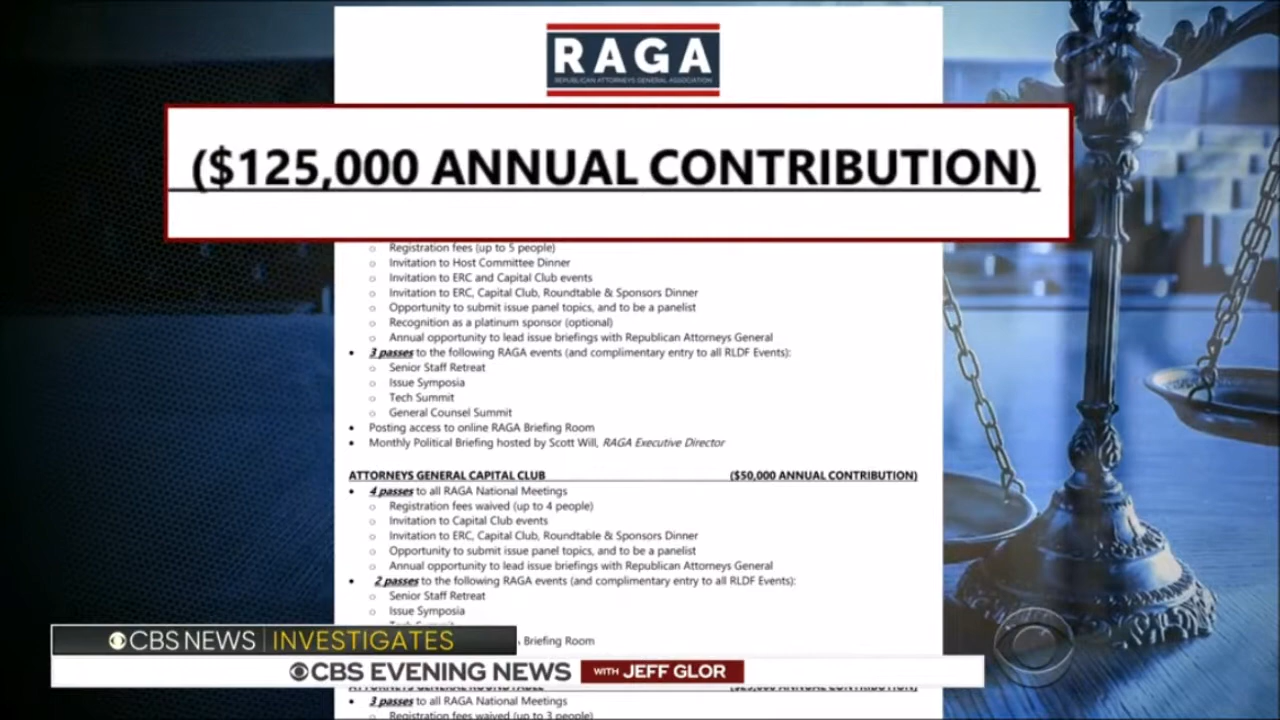 RAGA
REPUBLICAN ATTORNEYS GENERAL ASSOCIATION
($125,000 ANNUAL CONTRIBUTION)
o Registration fees (up to 5 people)
o Invitation to Host Committee Dinner
o Invitation to ERC and Capital Club events
o Invitation to ERC, Capital Club, Roundtable & Sponsors Dinner
o Opportunity to submit issue panel topics, and to be a panelist
o Recognition as a platinum sponsor (optional)
o Annual opportunity to lead issue briefings with Republican Attorneys General
• 3 passes to the following RAGA events (and complimentary entry to all RLDF Events):
o Senior Staff Retreat
o Issue Symposia
o Tech Summit
o General Counsel Summit
• Posting access to online RAGA Briefing Room
• Monthly Political Briefing hosted by Scott Will, RAGA Executive Director
ATTORNEYS GENERAL CAPITAL CLUB ($50,000 ANNUAL CONTRIBUTION)
• 4 passes to all RAGA National Meetings
o Registration fees waived (up to 4 people)
o Invitation to Capital Club events
o Invitation to ERC, Capital Club, Roundtable & Sponsors Dinner
o Opportunity to submit issue panel topics, and to be a panelist
o Annual opportunity to lead issue briefings with Republican Attorneys General
• 2 passes to the following RAGA events (and complimentary entry to all RLDF Events):
o Senior Staff Retreat
o Issue Symposia
Briefing Room
CBS NEWS | INVESTIGATES
CBS EVENING NEWS WITH JEFF GLOR
• 3 passes to all RAGA National Meetings
o Registration fees waived (up to 3 people)